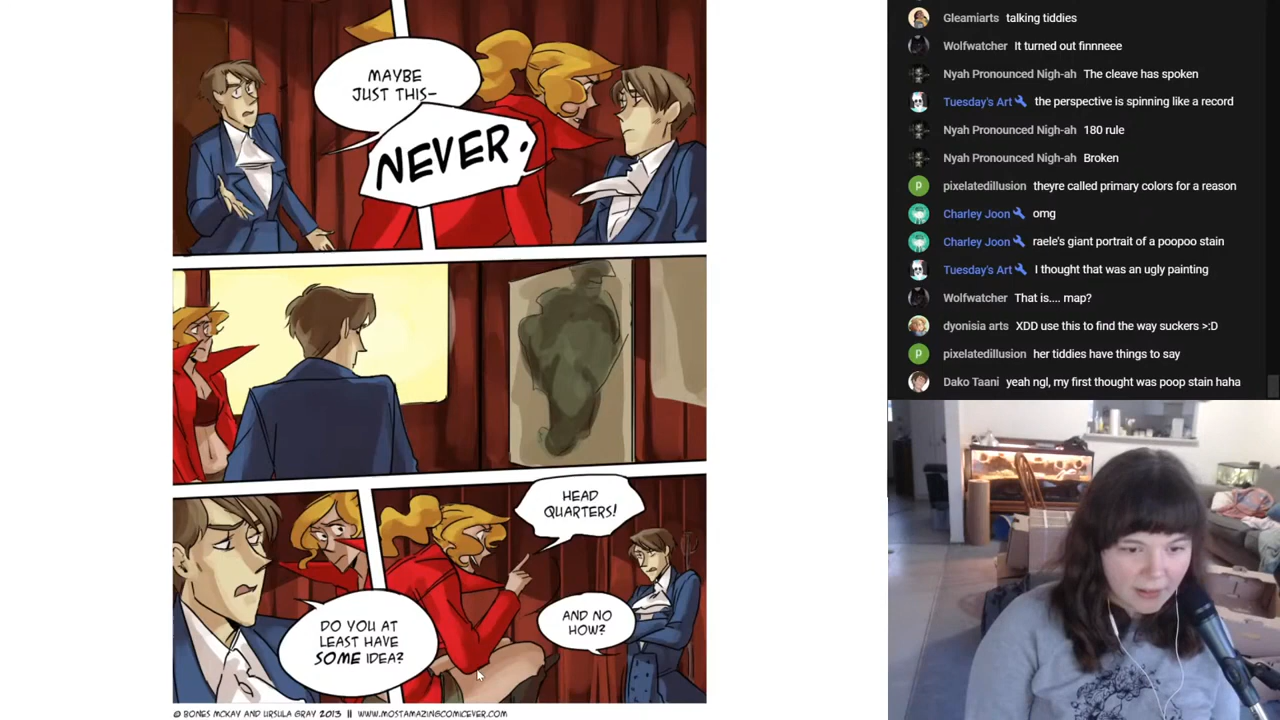 MAYBE
JUST THIS-
NEVER.
HEAD
QUARTERS!
DO YOU AT
LEAST HAVE
SOME IDEA?
AND NO
HOW?
© BONES MCKAY AND URSULA GRAY 2013 || WWW.MOSTAMAZINGCOMICEVER.COM
Gleamiarts talking tiddies
Wolfwatcher It turned out finnneee
Nyah Pronounced Nigh-ah The cleave has spoken
Tuesday's Art the perspective is spinning like a record
Nyah Pronounced Nigh-ah 180 rule
Nyah Pronounced Nigh-ah Broken
p pixelatedillusion theyre called primary colors for a reason
Charley Joon omg
Charley Joon raele's giant portrait of a poopoo stain
Tuesday's Art I thought that was an ugly painting
Wolfwatcher That is.... map?
dyonisia arts XDD use this to find the way suckers >:D
p pixelatedillusion her tiddies have things to say
Dako Taani yeah ngl, my first thought was poop stain haha